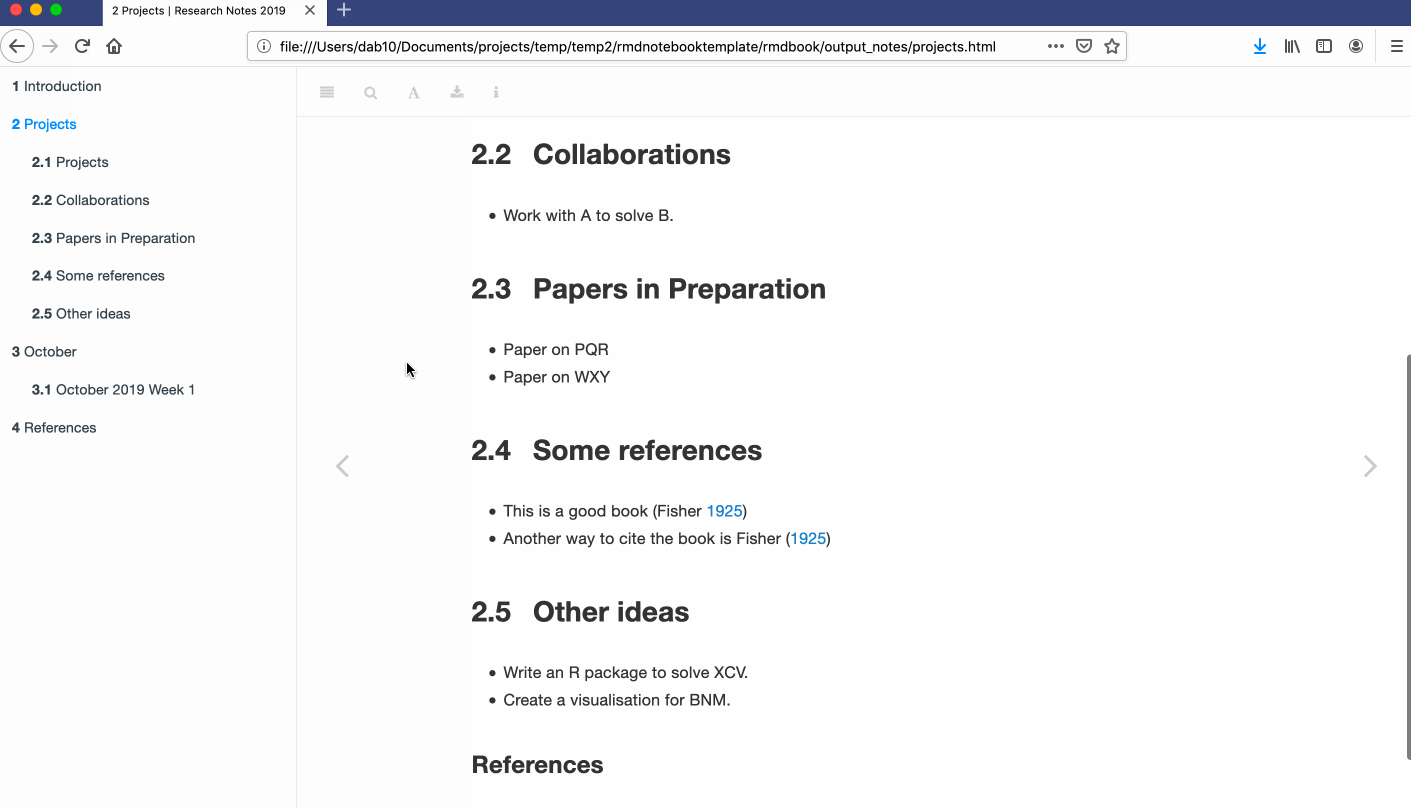 2 Projects | Research Notes 2019
file:///Users/dab10/Documents/projects/temp/temp2/rmdnotebooktemplate/rmdbook/output_notes/projects.html
1 Introduction
2 Projects
2.1 Projects
2.2 Collaborations
2.3 Papers in Preparation
2.4 Some references
2.5 Other ideas
3 October
3.1 October 2019 Week 1
4 References
A
i
2.2 Collaborations
• Work with A to solve B.
2.3 Papers in Preparation
• Paper on PQR
• Paper on WXY
2.4 Some references
• This is a good book (Fisher 1925)
• Another way to cite the book is Fisher (1925)
2.5 Other ideas
• Write an R package to solve XCV.
• Create a visualisation for BNM.
References